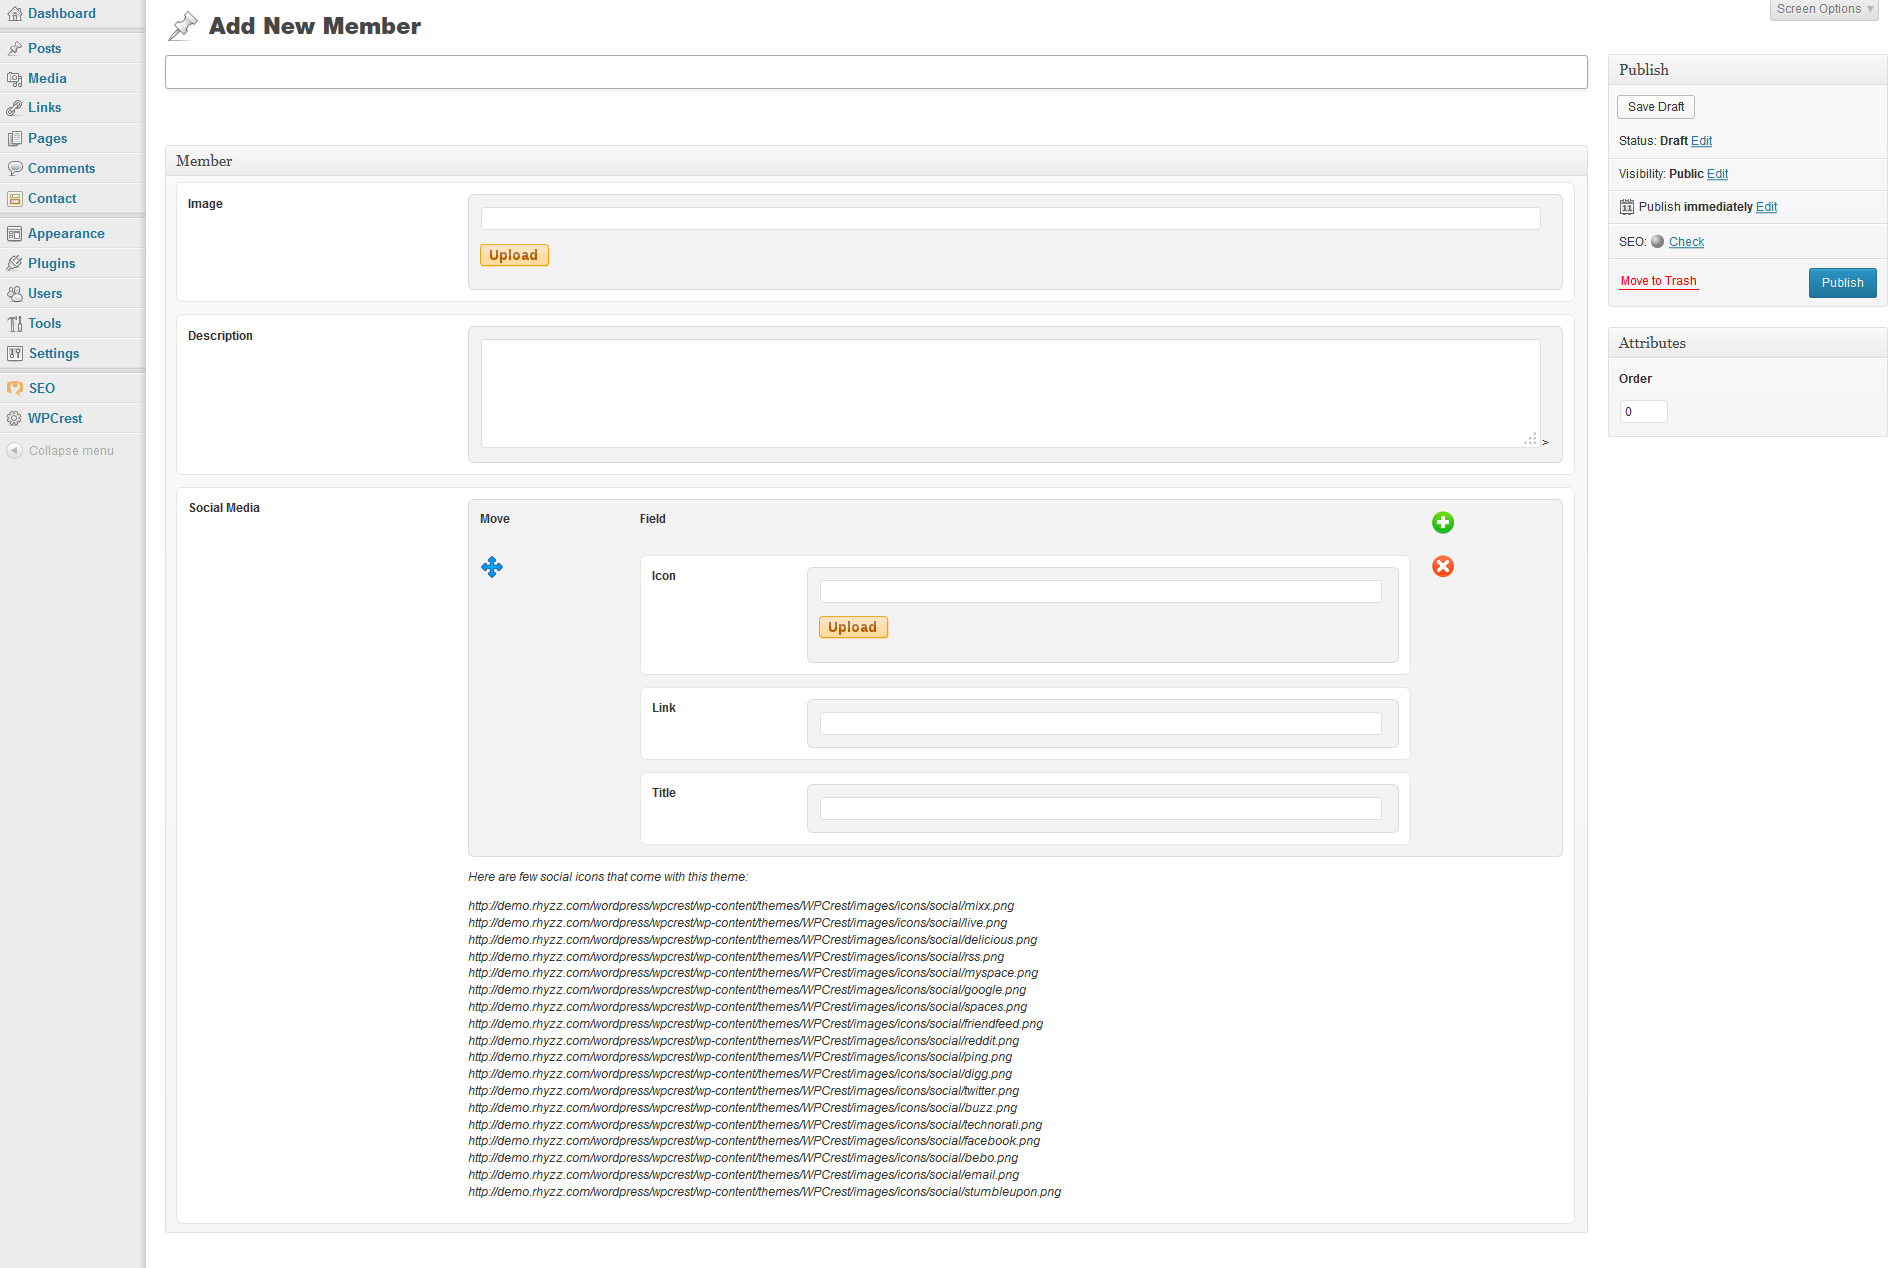 Dashboard
Posts
Media
Links
Pages
Comments
Contact
Appearance
Plugins
Users
Tools
Settings
SEO
WPCrest
Collapse menu
Screen Options
Add New Member
Member
Image
Upload
Description
>
Social Media
Move Field
Icon
Upload
Link
Title
Here are few social icons that come with this theme:
http://demo.rhyzz.com/wordpress/wpcrest/wp-content/themes/WPCrest/images/icons/social/mixx.png
http://demo.rhyzz.com/wordpress/wpcrest/wp-content/themes/WPCrest/images/icons/social/live.png
http://demo.rhyzz.com/wordpress/wpcrest/wp-content/themes/WPCrest/images/icons/social/delicious.png
http://demo.rhyzz.com/wordpress/wpcrest/wp-content/themes/WPCrest/images/icons/social/rss.png
http://demo.rhyzz.com/wordpress/wpcrest/wp-content/themes/WPCrest/images/icons/social/myspace.png
http://demo.rhyzz.com/wordpress/wpcrest/wp-content/themes/WPCrest/images/icons/social/google.png
http://demo.rhyzz.com/wordpress/wpcrest/wp-content/themes/WPCrest/images/icons/social/spaces.png
http://demo.rhyzz.com/wordpress/wpcrest/wp-content/themes/WPCrest/images/icons/social/friendfeed.png
http://demo.rhyzz.com/wordpress/wpcrest/wp-content/themes/WPCrest/images/icons/social/reddit.png
http://demo.rhyzz.com/wordpress/wpcrest/wp-content/themes/WPCrest/images/icons/social/ping.png
http://demo.rhyzz.com/wordpress/wpcrest/wp-content/themes/WPCrest/images/icons/social/digg.png
http://demo.rhyzz.com/wordpress/wpcrest/wp-content/themes/WPCrest/images/icons/social/twitter.png
http://demo.rhyzz.com/wordpress/wpcrest/wp-content/themes/WPCrest/images/icons/social/buzz.png
http://demo.rhyzz.com/wordpress/wpcrest/wp-content/themes/WPCrest/images/icons/social/technorati.png
http://demo.rhyzz.com/wordpress/wpcrest/wp-content/themes/WPCrest/images/icons/social/facebook.png
http://demo.rhyzz.com/wordpress/wpcrest/wp-content/themes/WPCrest/images/icons/social/bebo.png
http://demo.rhyzz.com/wordpress/wpcrest/wp-content/themes/WPCrest/images/icons/social/email.png
http://demo.rhyzz.com/wordpress/wpcrest/wp-content/themes/WPCrest/images/icons/social/stumbleupon.png
Publish
Save Draft
Status: Draft Edit
Visibility: Public Edit
11 Publish immediately Edit
SEO: Check
Move to Trash Publish
Attributes
Order
0